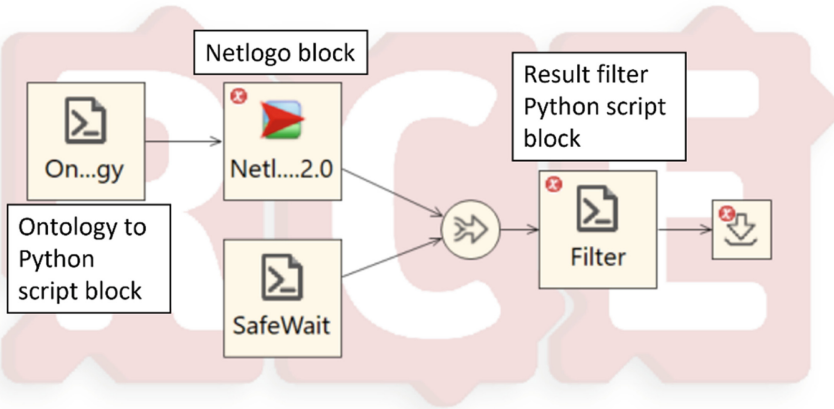 Netlogo block
Result filter
Python script
block
On...gy
Netl....2.0
Filter
Ontology to
Python
script block
SafeWait
RCE